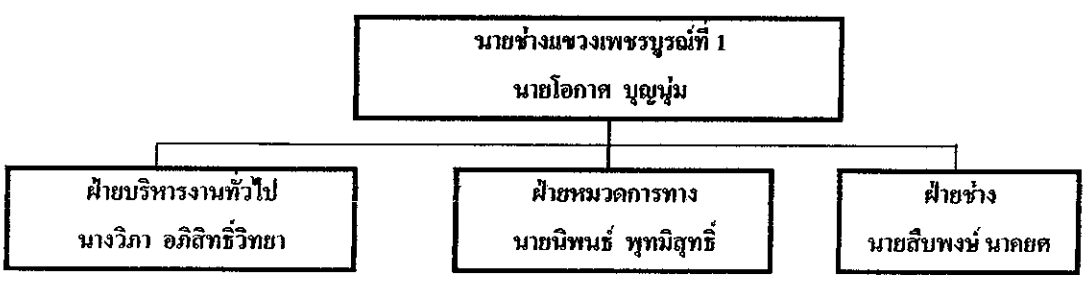 นายช่างแขวงเพชรบูรณ์ที่ 1
นายโอกาศ บุญนุ่ม
ฝ่ายบริหารงานทั่วไป
นางวิภา อภิสิทธิ์วิทยา
ฝ่ายหมวดการทาง
นายนิพนธ์ พุทมิสุทธิ์
ฝ่ายช่าง
นายสืบพงษ์ นาคยศ